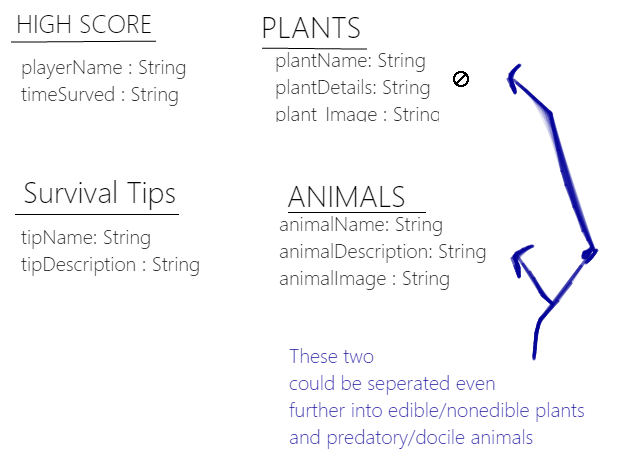 HIGH SCORE
playerName : String
timeSurved : String
PLANTS
plantName: String
plantDetails: String
plant_Image : String
Survival Tips
tipName: String
tipDescription : String
ANIMALS
animalName: String
animalDescription: String
animalImage : String
These two
could be seperated even
further into edible/nonedible plants
and predatory/docile animals